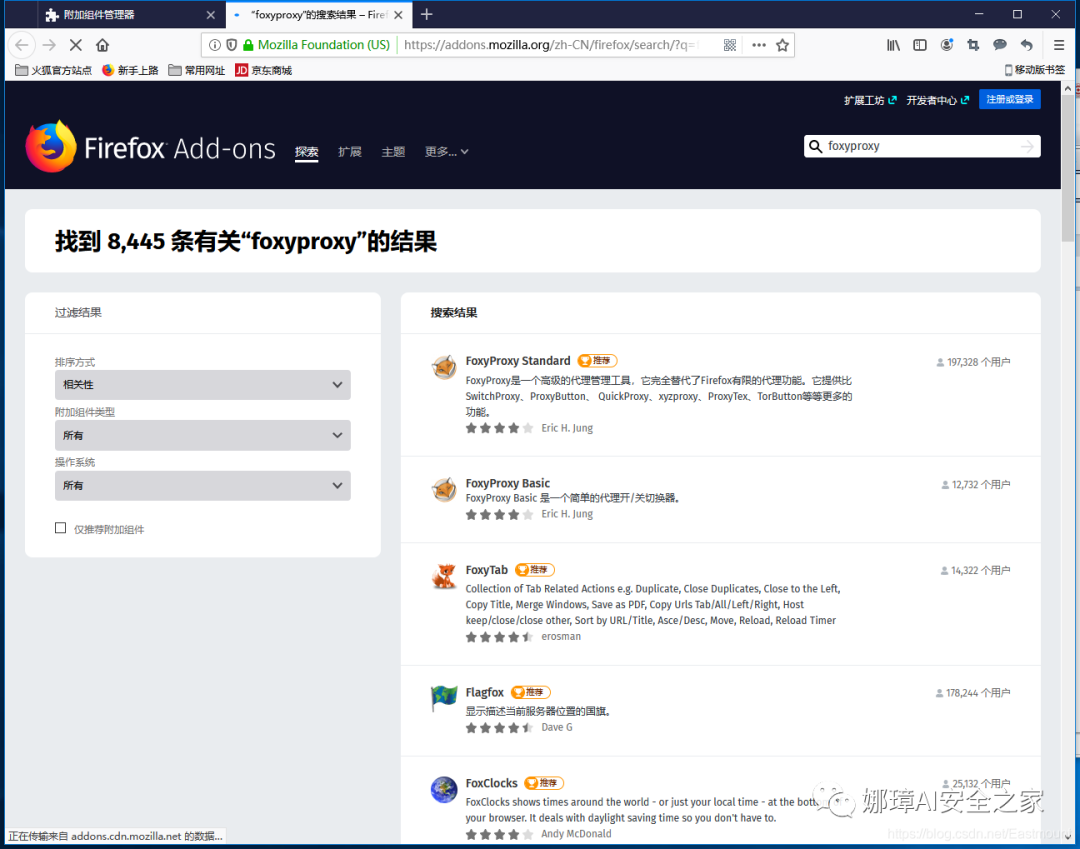 附加组件管理器
“foxyproxy”的搜索结果 – Firef
Mozilla Foundation (US)
https://addons.mozilla.org/zh-CN/firefox/search/?q=
火狐官方站点
新手上路
常用网址
JD 京东商城
移动版书签
扩展工坊
开发者中心
注册或登录
Firefox Add-ons
探索
扩展
主题
更多...
foxyproxy
找到 8,445 条有关“foxyproxy”的结果
过滤结果
排序方式
相关性
附加组件类型
所有
操作系统
所有
仅推荐附加组件
搜索结果
FoxyProxy Standard 推荐
197,328 个用户
FoxyProxy是一个高级的代理管理工具，它完全替代了Firefox有限的代理功能。它提供比
SwitchProxy、ProxyButton、 QuickProxy、xyzproxy、ProxyTex、TorButton等等更多的
功能。
Eric H. Jung
FoxyProxy Basic
12,732 个用户
FoxyProxy Basic 是一个简单的代理开/关切换器。
Eric H. Jung
FoxyTab 推荐
14,322 个用户
Collection of Tab Related Actions e.g. Duplicate, Close Duplicates, Close to the Left,
Copy Title, Merge Windows, Save as PDF, Copy Urls Tab/All/Left/Right, Host
keep/close/close other, Sort by URL/Title, Asce/Desc, Move, Reload, Reload Timer
erosman
Flagfox 推荐
178,244 个用户
显示描述当前服务器位置的国旗。
Dave G
FoxClocks 推荐
25,132 个用户
FoxClocks shows times around the world - or just your local time - at the bott
your browser. It deals with daylight saving time so you don't have to.
Andy McDonald
娜璋AI安全之家
正在传输来自 addons.cdn.mozilla.net 的数据...
https://blog.csdn.net/Eastmount